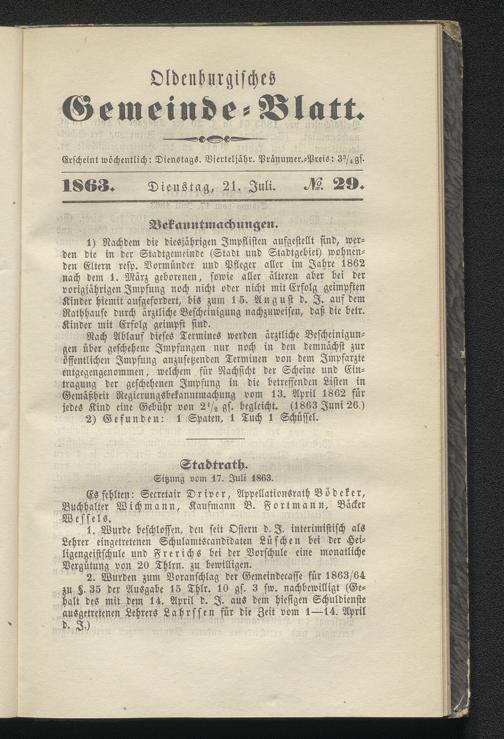 Oldenburgisches
Gemeinde-Blatt.
Erscheint wöchentlich: Dienstags. Vierteljähr. Pränumer.-Preis: 3¾ gs.
1863. Dienstag, 21. Juli. № 29.
Bekanntmachungen.
1) Nachdem die diesjährigen Impflisten aufgestellt sind, wer-
den die in der Stadtgemeinde (Stadt und Stadtgebiet) wohnen-
den Eltern resp. Vormünder und Pfleger aller im Jahre 1862
nach dem 1. März gebornen, sowie aller älteren aber bei der
vorigjährigen Impfung noch nicht oder nicht mit Erfolg geimpften
Kinder hiemit aufgefordert, bis zum 15. August d. J. auf dem
Rathhause durch ärztliche Bescheinigung nachzuweisen, daß die betr.
Kinder mit Erfolg geimpft sind.
Nach Ablauf dieses Termines werden ärztliche Bescheinigun-
gen über geschehene Impfungen nur noch in den demnächst zur
öffentlichen Impfung anzusetzenden Terminen von dem Impfarzte
entgegengenommen, welchem für Nachsicht der Scheine und Ein-
tragung der geschehenen Impfung in die betreffenden Listen in
Gemäßheit Regierungsbekanntmachung vom 13. April 1862 für
jedes Kind eine Gebühr von 2½ gs. begleicht. (1863 Juni 26.)
2) Gefunden: 1 Spaten, 1 Tuch 1 Schüssel.
Stadtrath.
Sitzung vom 17. Juli 1863.
Es fehlten: Secretair Driver, Appellationsrath Bödeker,
Buchhalter Wichmann, Kaufmann B. Fortmann, Bäcker
Wessels.
1. Wurde beschlossen, den seit Ostern d. J. interimistisch als
Lehrer eingetretenen Schulamtscandidaten Lüschen bei der Hei-
ligengeistschule und Frerichs bei der Vorschule eine monatliche
Vergütung von 20 Thlrn. zu bewilligen.
2. Wurden zum Voranschlag der Gemeindecasse für 1863/64
zu §. 35 der Ausgabe 15 Thlr. 10 gs. 3 sw. nachbewilligt (Ge-
halt des mit dem 14. April d. J. aus dem hiesigen Schuldienste
ausgetretenen Lehrers Lahrssen für die Zeit vom 1—14. April
d. J.)